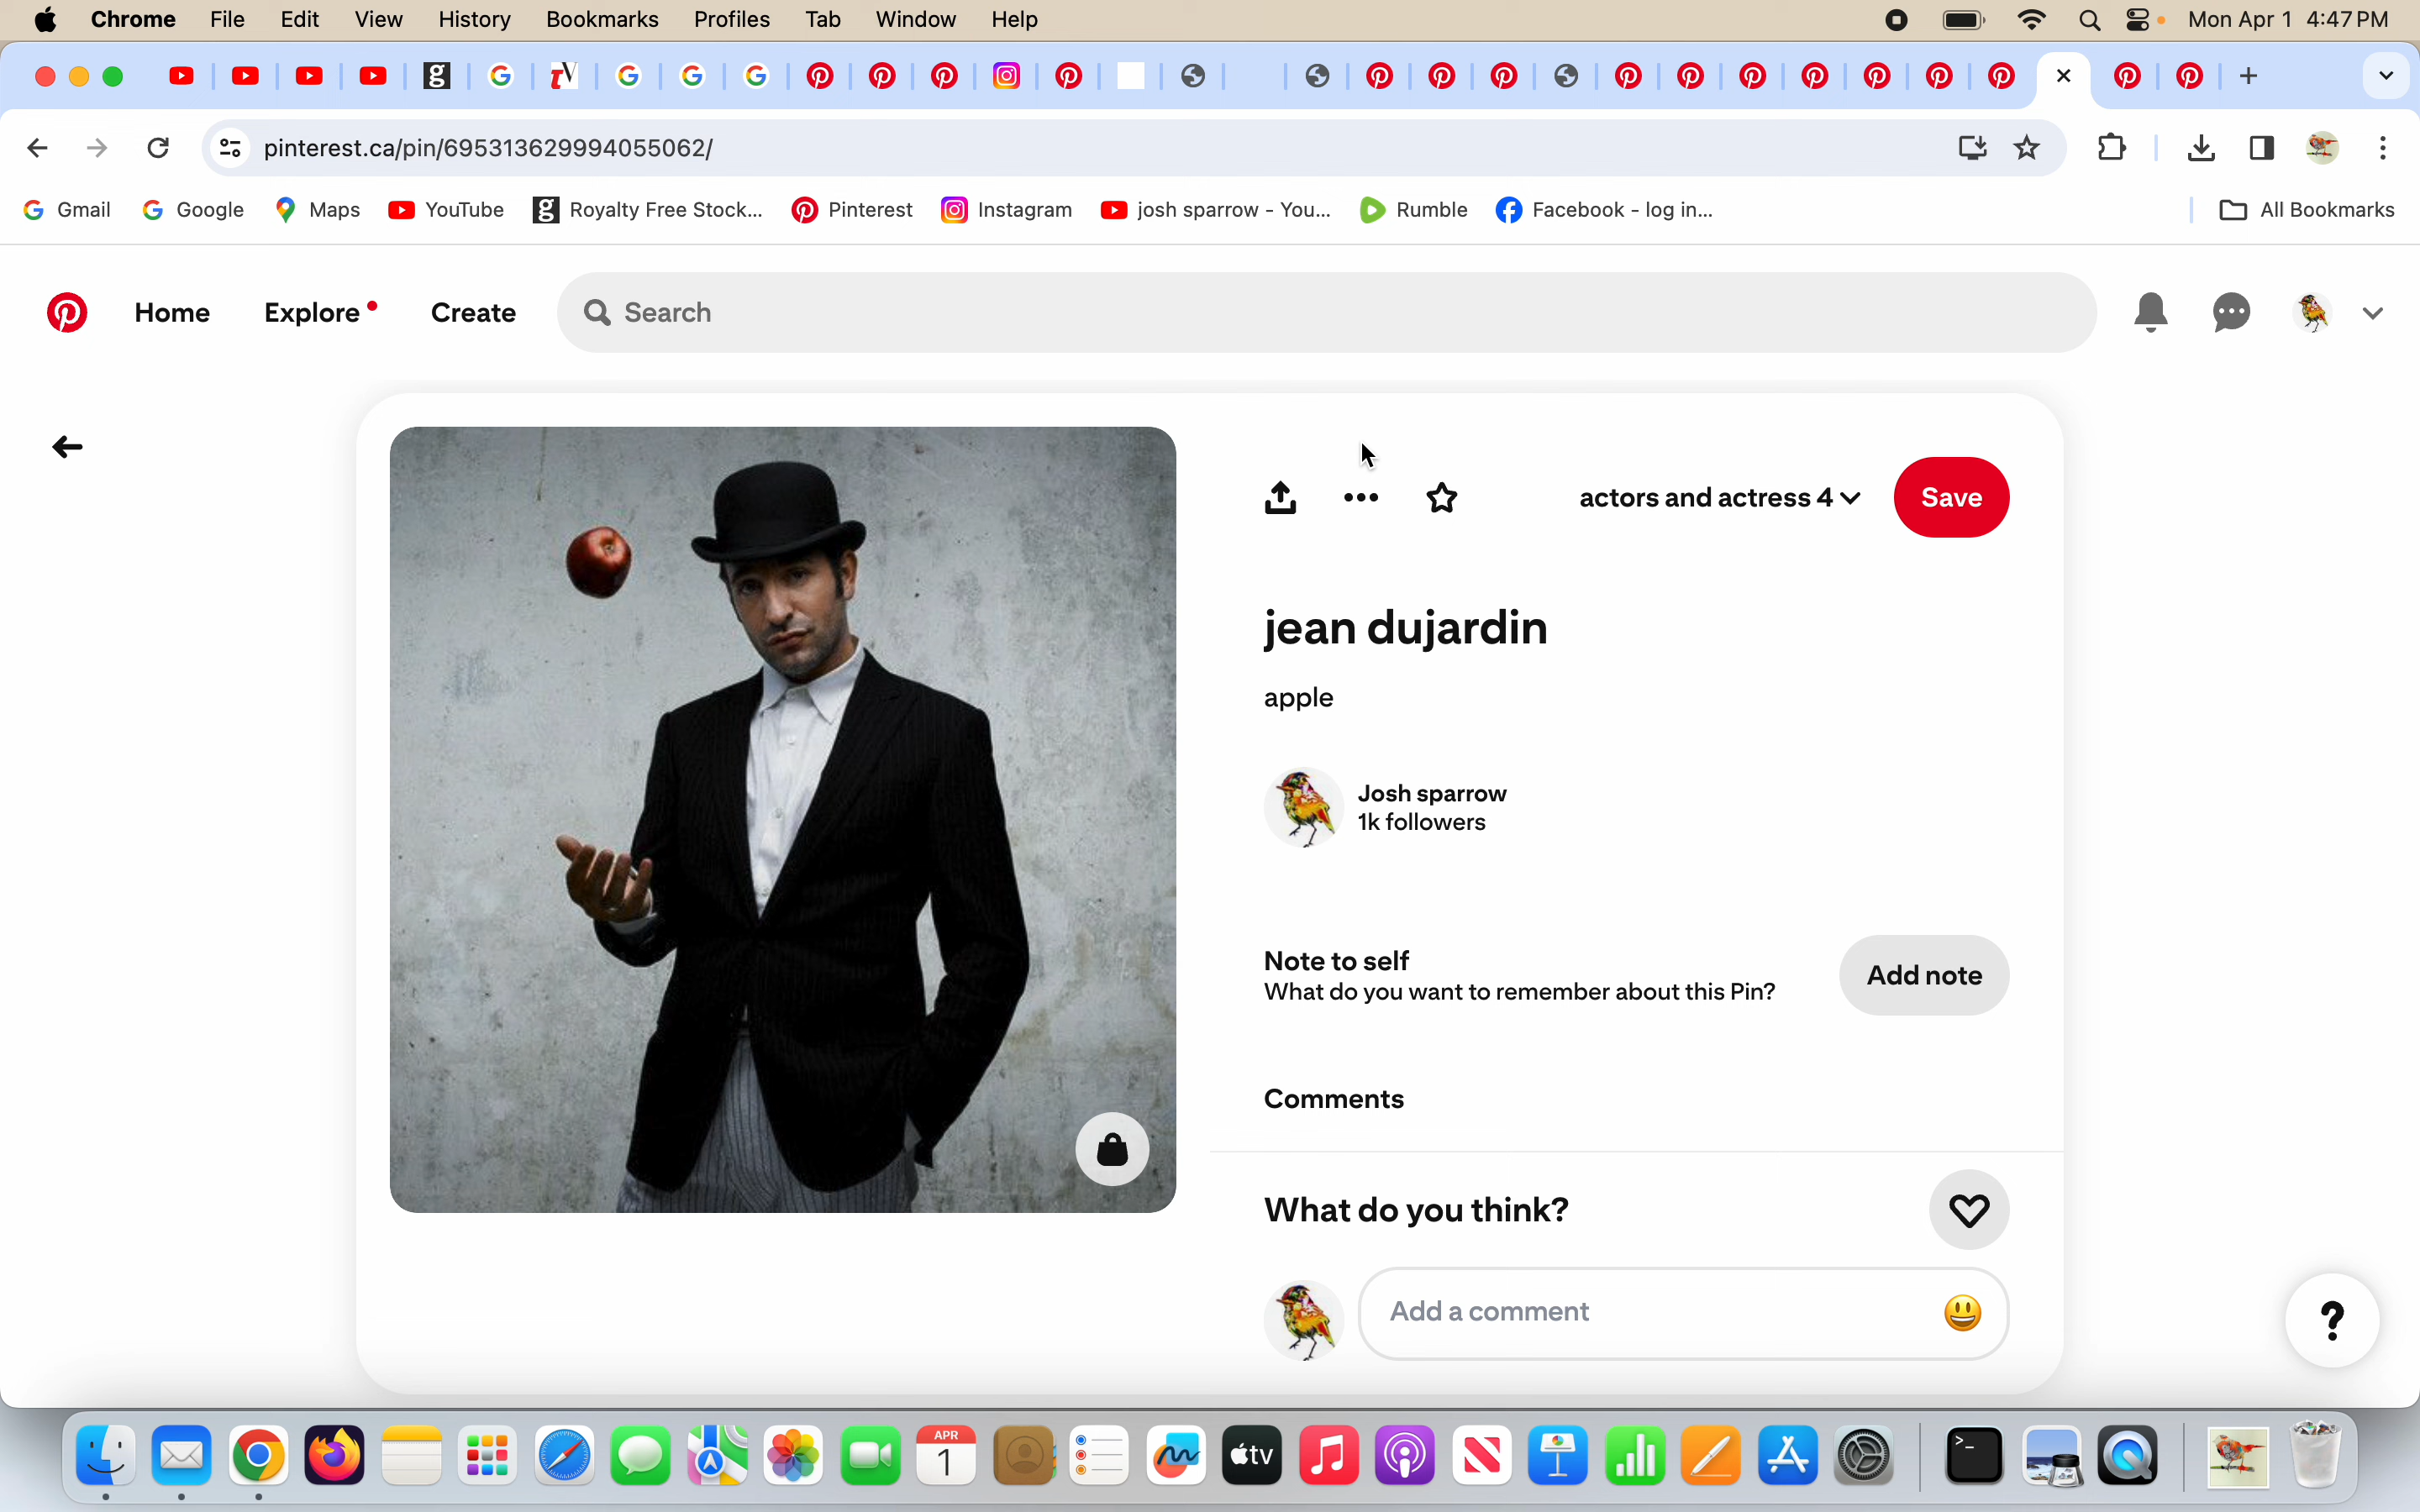 Chrome File Edit View History Bookmarks Profiles Tab Window Help Mon Apr 1 4:47 PM
pinterest.ca/pin/695313629994055062/
Gmail Google Maps YouTube Royalty Free Stock... Pinterest Instagram josh sparrow - You... Rumble Facebook - log in... All Bookmarks
Home Explore Create Search
actors and actress 4 Save
jean dujardin
apple
Josh sparrow
1k followers
Note to self
What do you want to remember about this Pin?
Add note
Comments
What do you think?
Add a comment
?
APR
1
tv